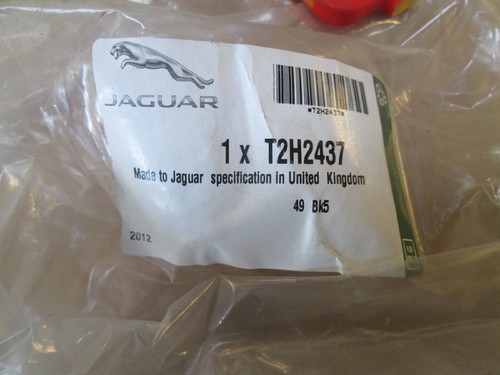 JAGUAR
*T2H2437*
1 x T2H2437
Made to Jaguar specification in United Kingdom
49 Bk5
2012